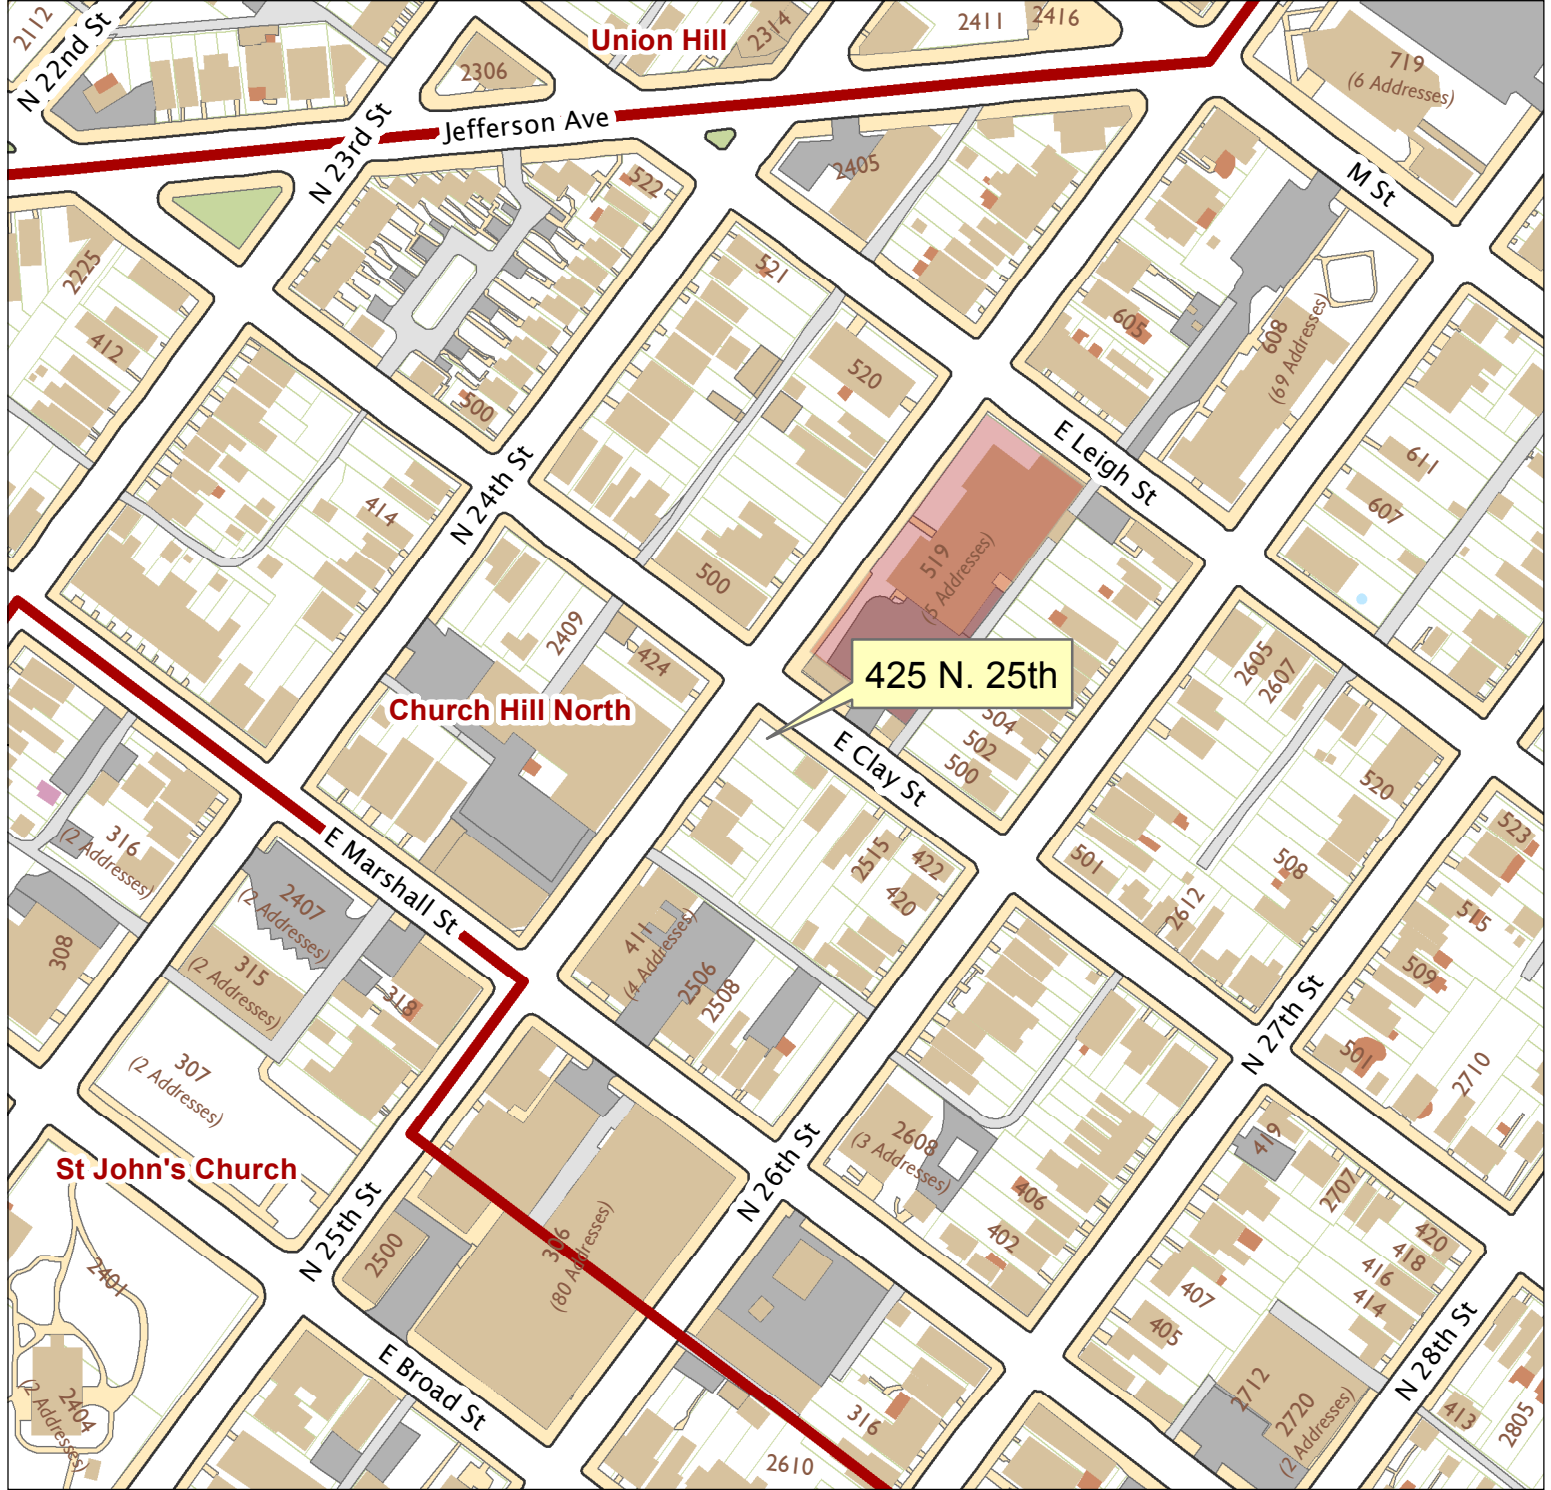 2112
N 22nd St
Union Hill
2314
2411
2416
2306
719
(6 Addresses)
Jefferson Ave
N 23rd St
522
2405
M St
2225
521
412
605
608
(69 Addresses)
520
500
E Leigh St
611
607
414
N 24th St
500
519
(5 Addresses)
2409
424
2605
2607
425 N. 25th
Church Hill North
504
502
500
E Clay St
520
523
316
(2 Addresses)
E Marshall St
2515
422
420
501
508
2612
515
2407
(2 Addresses)
308
315
(2 Addresses)
318
411
(4 Addresses)
2506
2508
509
N 27th St
501
2710
307
(2 Addresses)
St John's Church
N 25th St
2608
(3 Addresses)
N 26th St
406
402
419
2707
420
418
416
414
407
405
2401
2500
306
(80 Addresses)
E Broad St
2404
(2 Addresses)
316
2610
2712
2720
(2 Addresses)
N 28th St
413
2805